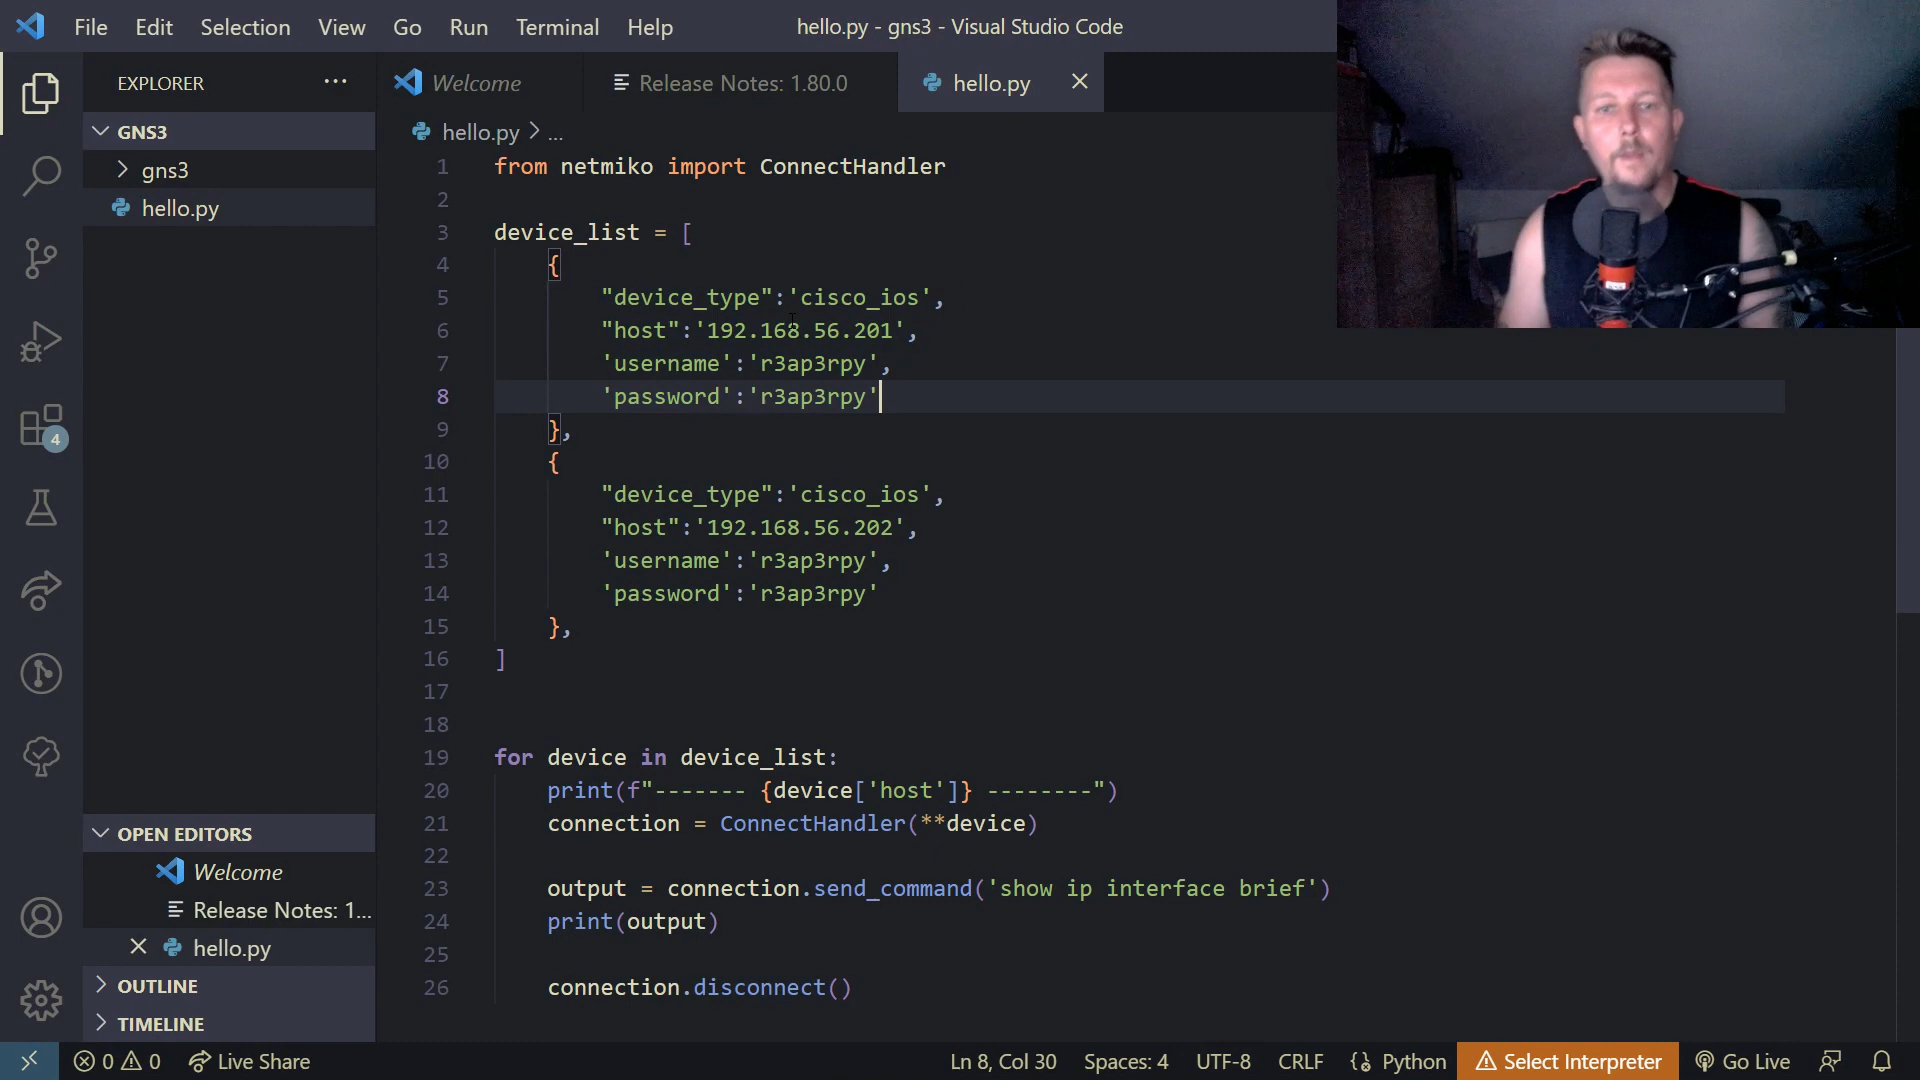 File Edit Selection View Go Run Terminal Help
hello.py - gns3 - Visual Studio Code
EXPLORER
Welcome
Release Notes: 1.80.0
hello.py
GNS3
gns3
hello.py
4
hello.py > ...
1 from netmiko import ConnectHandler
2
3 device_list = [
4 {
5 "device_type":'cisco_ios',
6 "host":'192.168.56.201',
7 'username':'r3ap3rpy',
8 'password':'r3ap3rpy'
9 },
10 {
11 "device_type":'cisco_ios',
12 "host":'192.168.56.202',
13 'username':'r3ap3rpy',
14 'password':'r3ap3rpy'
15 },
16 ]
17
18
19 for device in device_list:
20 print(f"------- {device['host']} --------")
21 connection = ConnectHandler(**device)
22
23 output = connection.send_command('show ip interface brief')
24 print(output)
25
26 connection.disconnect()
OPEN EDITORS
Welcome
Release Notes: 1...
hello.py
OUTLINE
TIMELINE
0 0 Live Share
Ln 8, Col 30 Spaces: 4 UTF-8 CRLF Python Select Interpreter Go Live